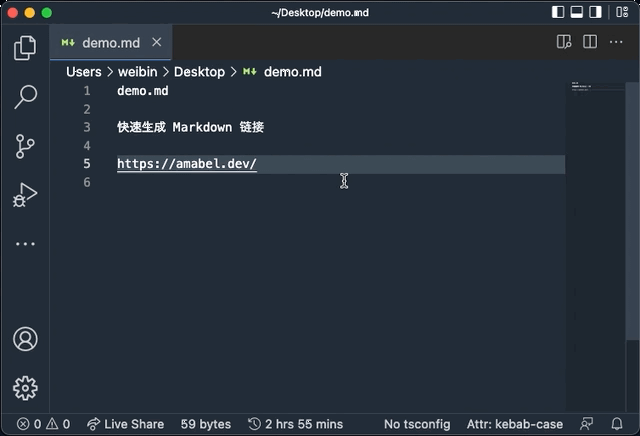 ~/Desktop/demo.md
demo.md
Users > weibin > Desktop > demo.md
1 demo.md
2
3 快速生成 Markdown 链接
4
5 https://amabel.dev/
6
0 0 Live Share 59 bytes 2 hrs 55 mins No tsconfig Attr: kebab-case